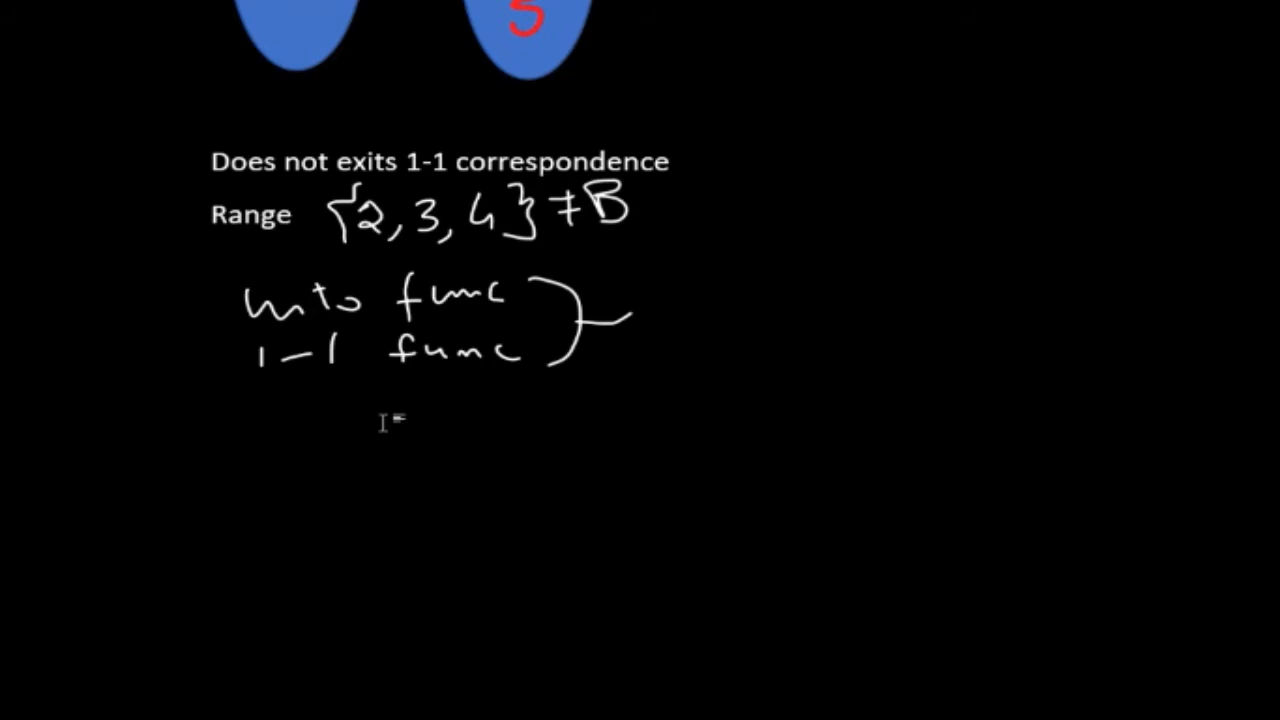 5
Does not exits 1-1 correspondence
Range {2, 3, 4} ≠ B
into func
1-1 func